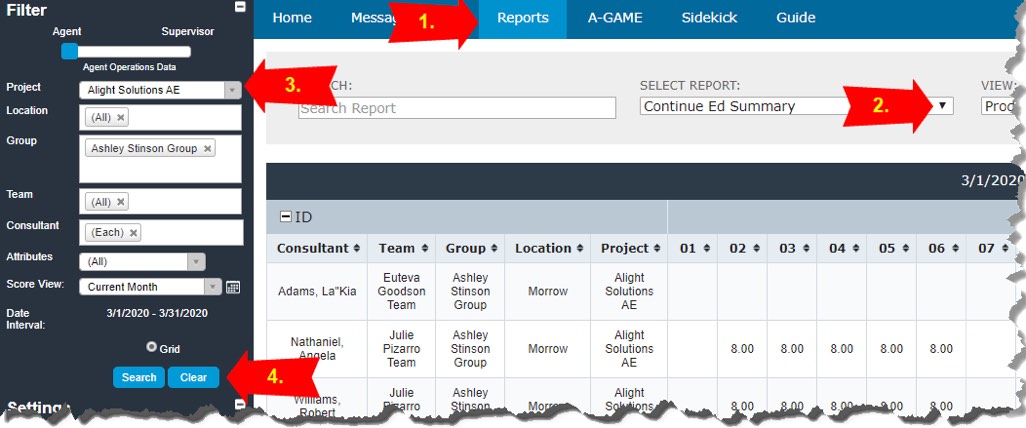 Filter
Agent Supervisor
Agent Operations Data
Project Alight Solutions AE
Location (All)
Group Ashley Stinson Group
Team (All)
Consultant (Each)
Attributes (All)
Score View: Current Month
Date Interval: 3/1/2020 - 3/31/2020
Grid
Search Clear
Settings
3.
4.
Home 1. Reports A-GAME Sidekick Guide
SELECT REPORT: VIEW:
Search Report Continue Ed Summary 2.
3/1/2020
ID
Consultant Team Group Location Project 01 02 03 04 05 06 07
Adams, La"Kia Euteva Goodson Team Ashley Stinson Group Morrow Alight Solutions AE
Nathaniel, Angela Julie Pizarro Team Ashley Stinson Group Morrow Alight Solutions AE 8.00 8.00 8.00 8.00 8.00
Williams, Robert Julie Pizarro Ashley Stinson Morrow Alight Solutions 8.00 8.00 8.00 8.00 8.00